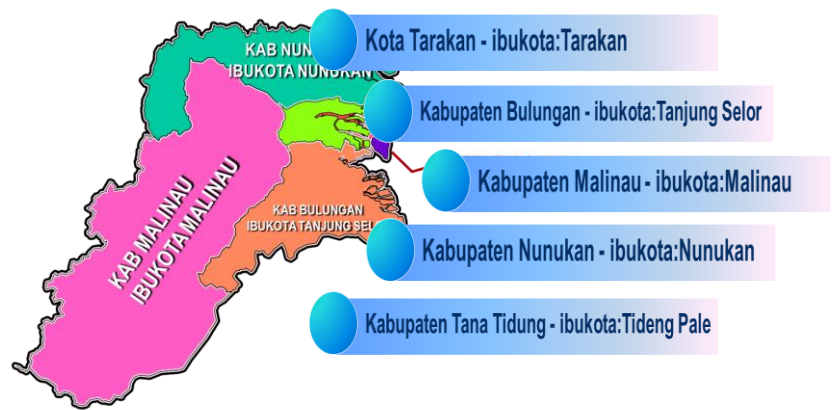 KAB NUN
IBUKOTA NUNUKAN
KAB MALINAU
IBUKOTA MALINAU
KAB BULUNGAN
IBUKOTA TANJUNG SEL
Kota Tarakan - ibukota:Tarakan
Kabupaten Bulungan - ibukota:Tanjung Selor
Kabupaten Malinau - ibukota:Malinau
Kabupaten Nunukan - ibukota:Nunukan
Kabupaten Tana Tidung - ibukota:Tideng Pale